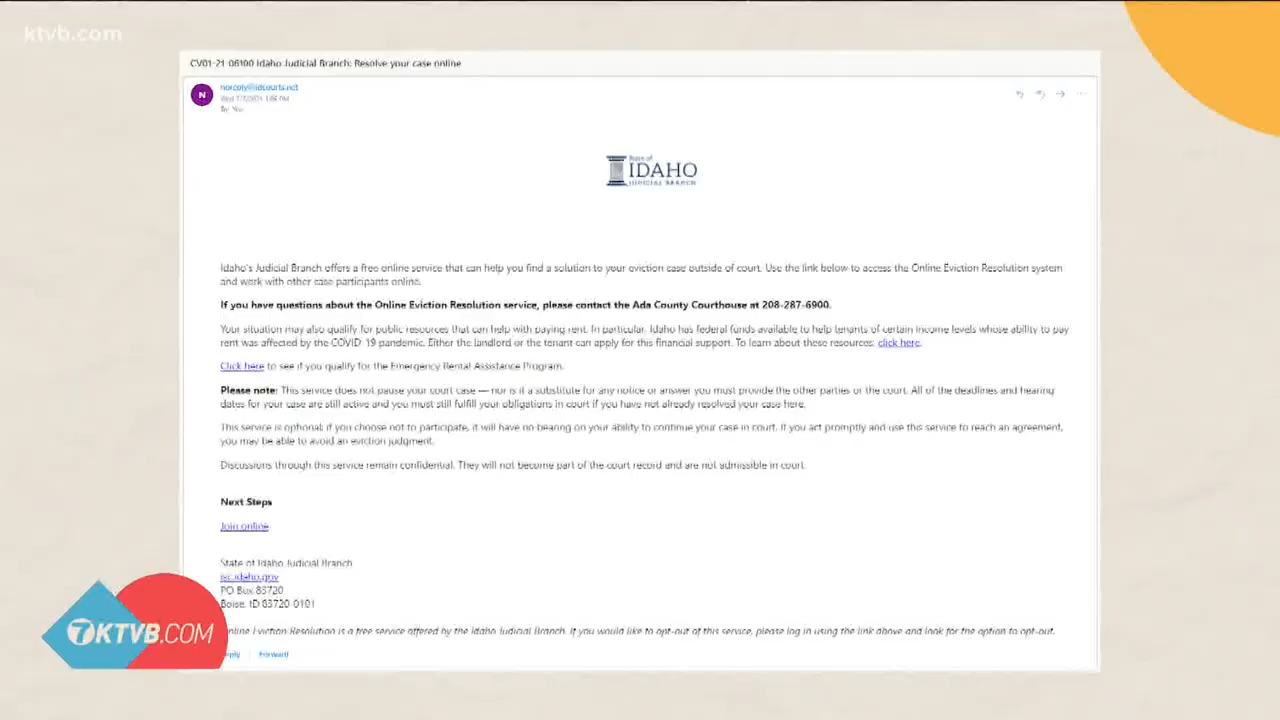 ktvb.com
CV01-21-06100 Idaho Judicial Branch: Resolve your case online
N
noreply@idcourts.net
State of
IDAHO
JUDICIAL BRANCH
Idaho's Judicial Branch offers a free online service that can help you find a solution to your eviction case outside of court. Use the link below to access the Online Eviction Resolution system
and work with other case participants online.
If you have questions about the Online Eviction Resolution service, please contact the Ada County Courthouse at 208-287-6900.
Your situation may also qualify for public resources that can help with paying rent. In particular, Idaho has federal funds available to help tenants of certain income levels whose ability to pay
rent was affected by the COVID-19 pandemic. Either the landlord or the tenant can apply for this financial support. To learn about these resources, click here.
Click here to see if you qualify for the Emergency Rental Assistance Program.
Please note: This service does not pause your court case — nor is it a substitute for any notice or answer you must provide the other parties or the court. All of the deadlines and hearing
dates for your case are still active and you must still fulfill your obligations in court if you have not already resolved your case here.
This service is optional; if you choose not to participate, it will have no bearing on your ability to continue your case in court. If you act promptly and use this service to reach an agreement,
you may be able to avoid an eviction judgment.
Discussions through this service remain confidential. They will not become part of the court record and are not admissible in court.
Next Steps
Join online
State of Idaho Judicial Branch
isc.idaho.gov
PO Box 83720
Boise, ID 83720-0101
Online Eviction Resolution is a free service offered by the Idaho Judicial Branch. If you would like to opt-out of this service, please log in using the link above and look for the option to opt-out.
7KTVB.COM
Forward